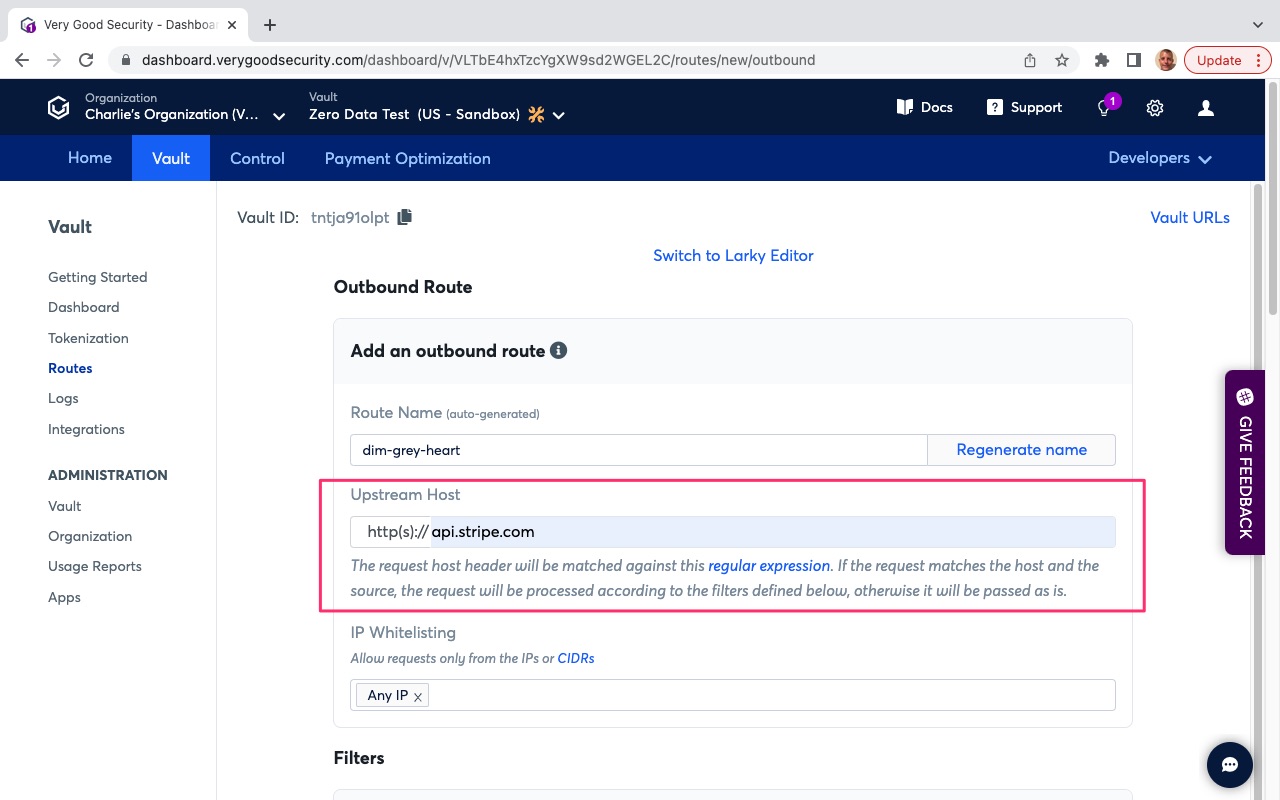 Very Good Security - Dashboa
dashboard.verygoodsecurity.com/dashboard/v/VLTbE4hxTzcYgXW9sd2WGEL2C/routes/new/outbound
Update
Organization
Charlie's Organization (V...
Vault
Zero Data Test (US - Sandbox)
Docs
Support
1
Home
Vault
Control
Payment Optimization
Developers
Vault
Getting Started
Dashboard
Tokenization
Routes
Logs
Integrations
ADMINISTRATION
Vault
Organization
Usage Reports
Apps
Vault ID: tntja91olpt
Vault URLs
Switch to Larky Editor
Outbound Route
Add an outbound route
Route Name (auto-generated)
dim-grey-heart
Regenerate name
Upstream Host
http(s):// api.stripe.com
The request host header will be matched against this regular expression. If the request matches the host and the
source, the request will be processed according to the filters defined below, otherwise it will be passed as is.
IP Whitelisting
Allow requests only from the IPs or CIDRs
Any IP x
Filters
GIVE FEEDBACK